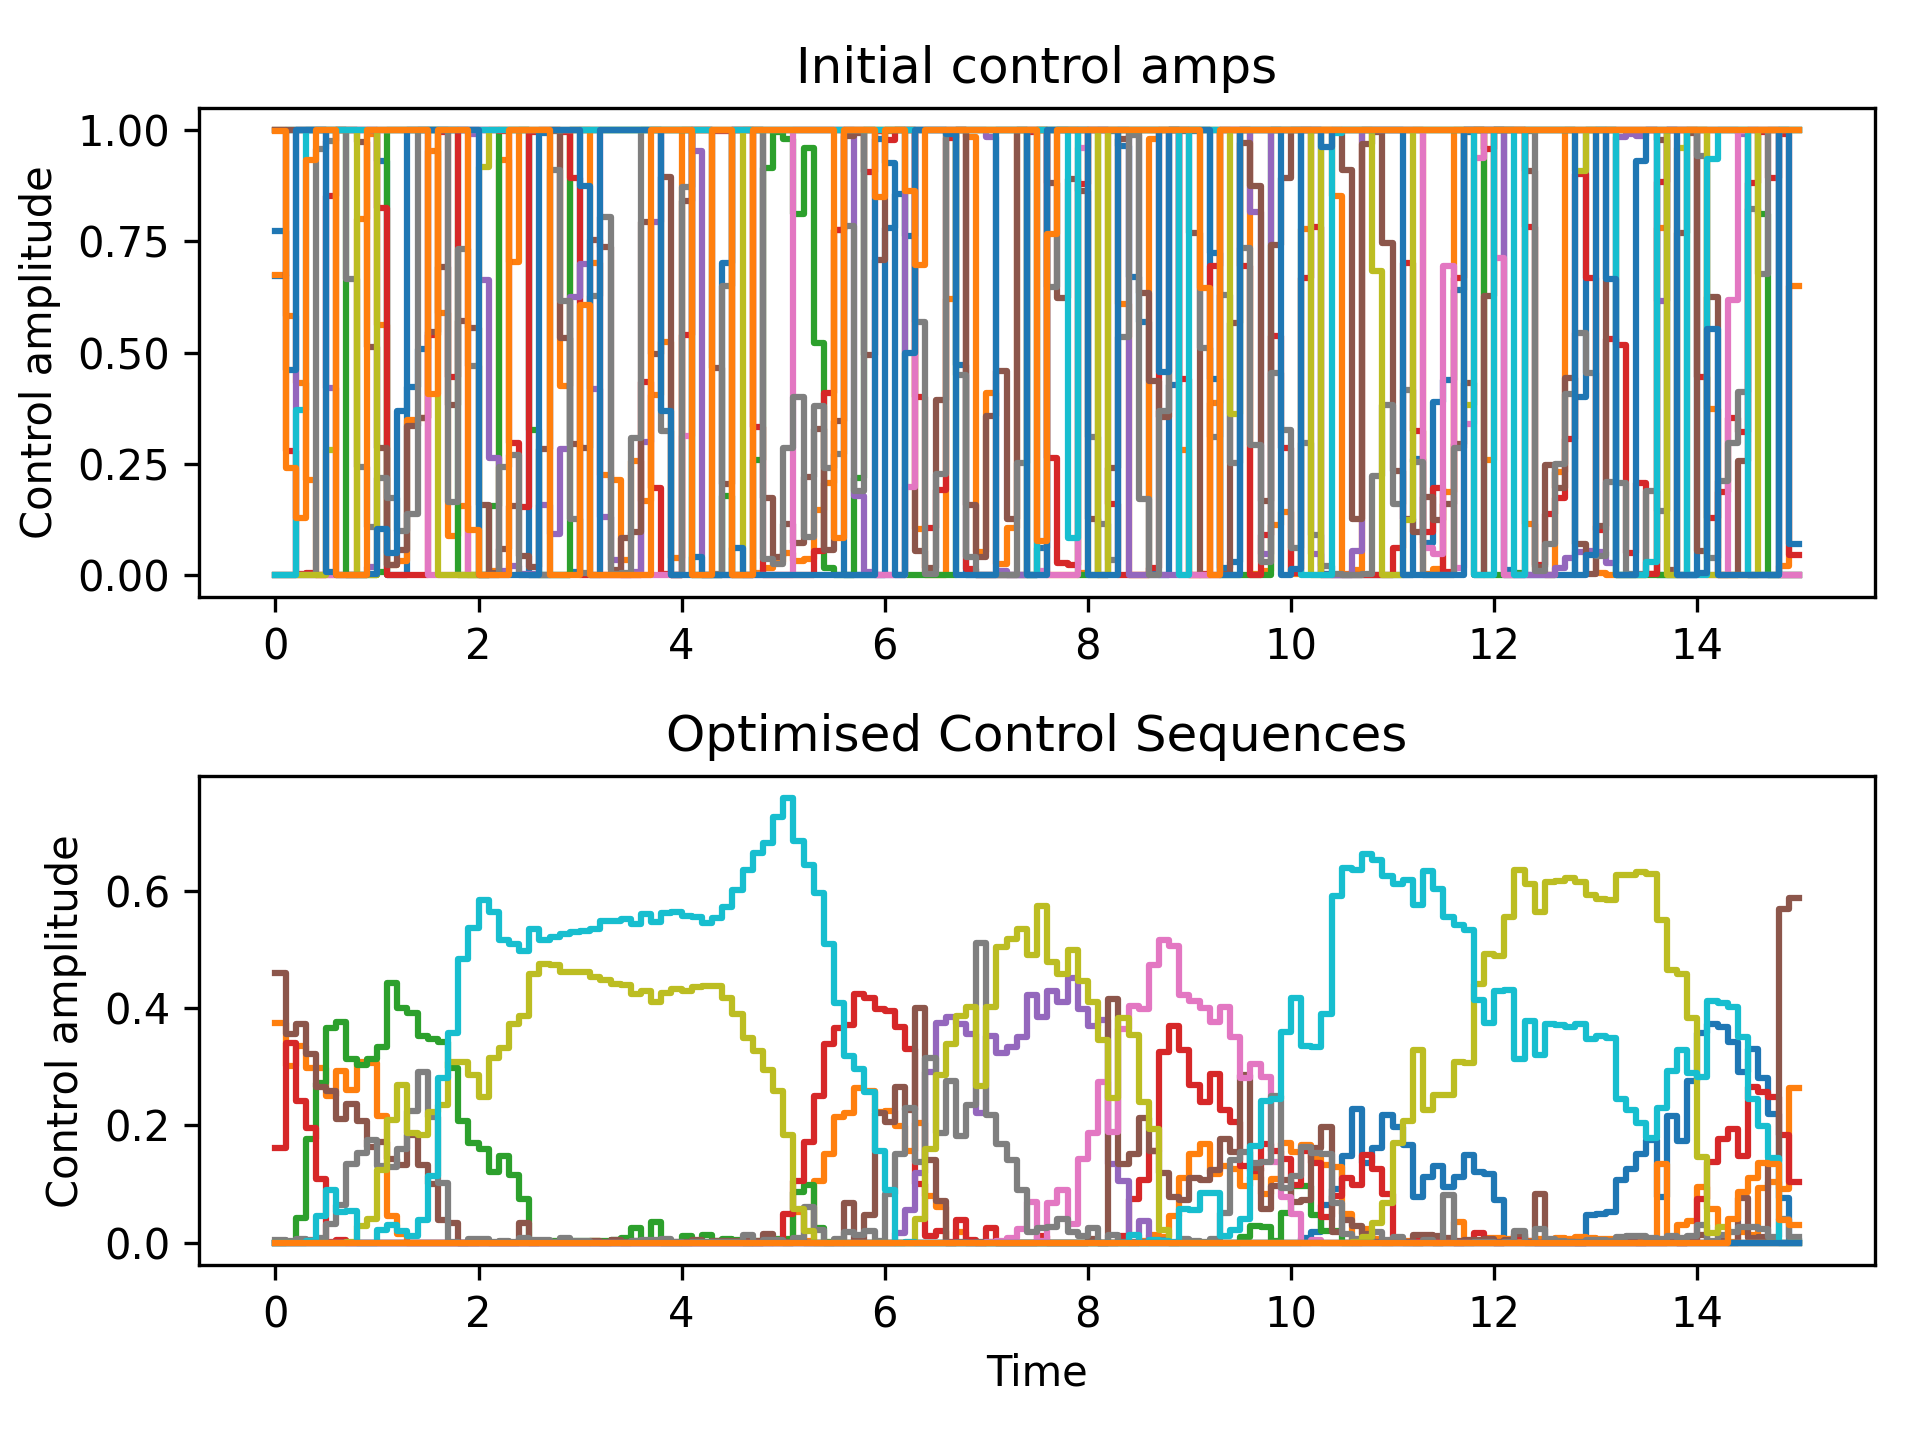 Initial control amps
Control amplitude
1.00
0.75
0.50
0.25
0.00
0 2 4 6 8 10 12 14
Optimised Control Sequences
Control amplitude
0.6
0.4
0.2
0.0
0 2 4 6 8 10 12 14
Time